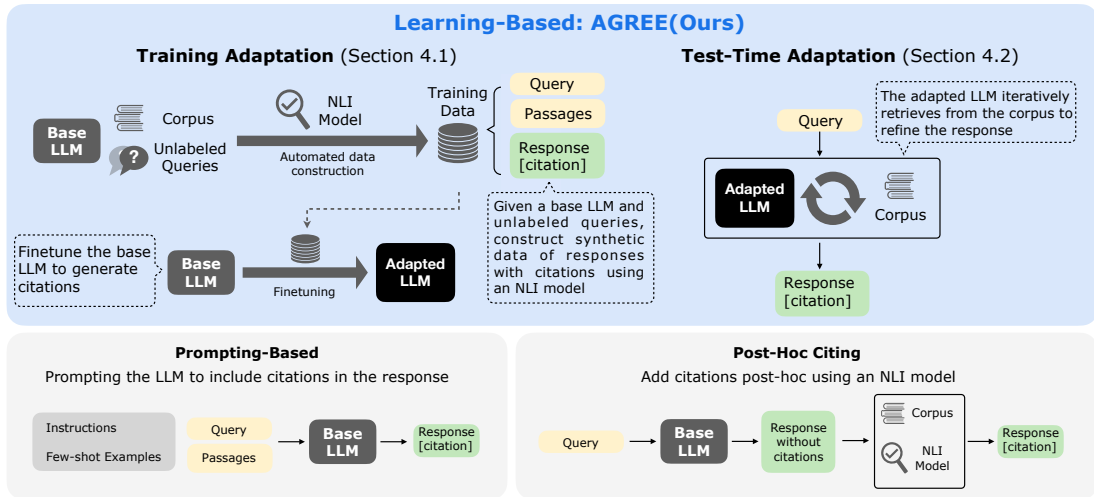 Learning-Based: AGREE(Ours)
Training Adaptation (Section 4.1)
Base
LLM
Corpus
?
Unlabeled
Queries
NLI
Model
Automated data
construction
Training
Data
Query
Passages
Response
[citation]
Given a base LLM and
unlabeled queries,
construct synthetic
data of responses
with citations using
an NLI model
Finetune the base
LLM to generate
citations
Base
LLM
Finetuning
Adapted
LLM
Test-Time Adaptation (Section 4.2)
The adapted LLM iteratively
retrieves from the corpus to
refine the response
Query
Adapted
LLM
Corpus
Response
[citation]
Prompting-Based
Prompting the LLM to include citations in the response
Instructions
Few-shot Examples
Query
Passages
Base
LLM
Response
[citation]
Post-Hoc Citing
Add citations post-hoc using an NLI model
Query
Base
LLM
Response
without
citations
Corpus
NLI
Model
Response
[citation]